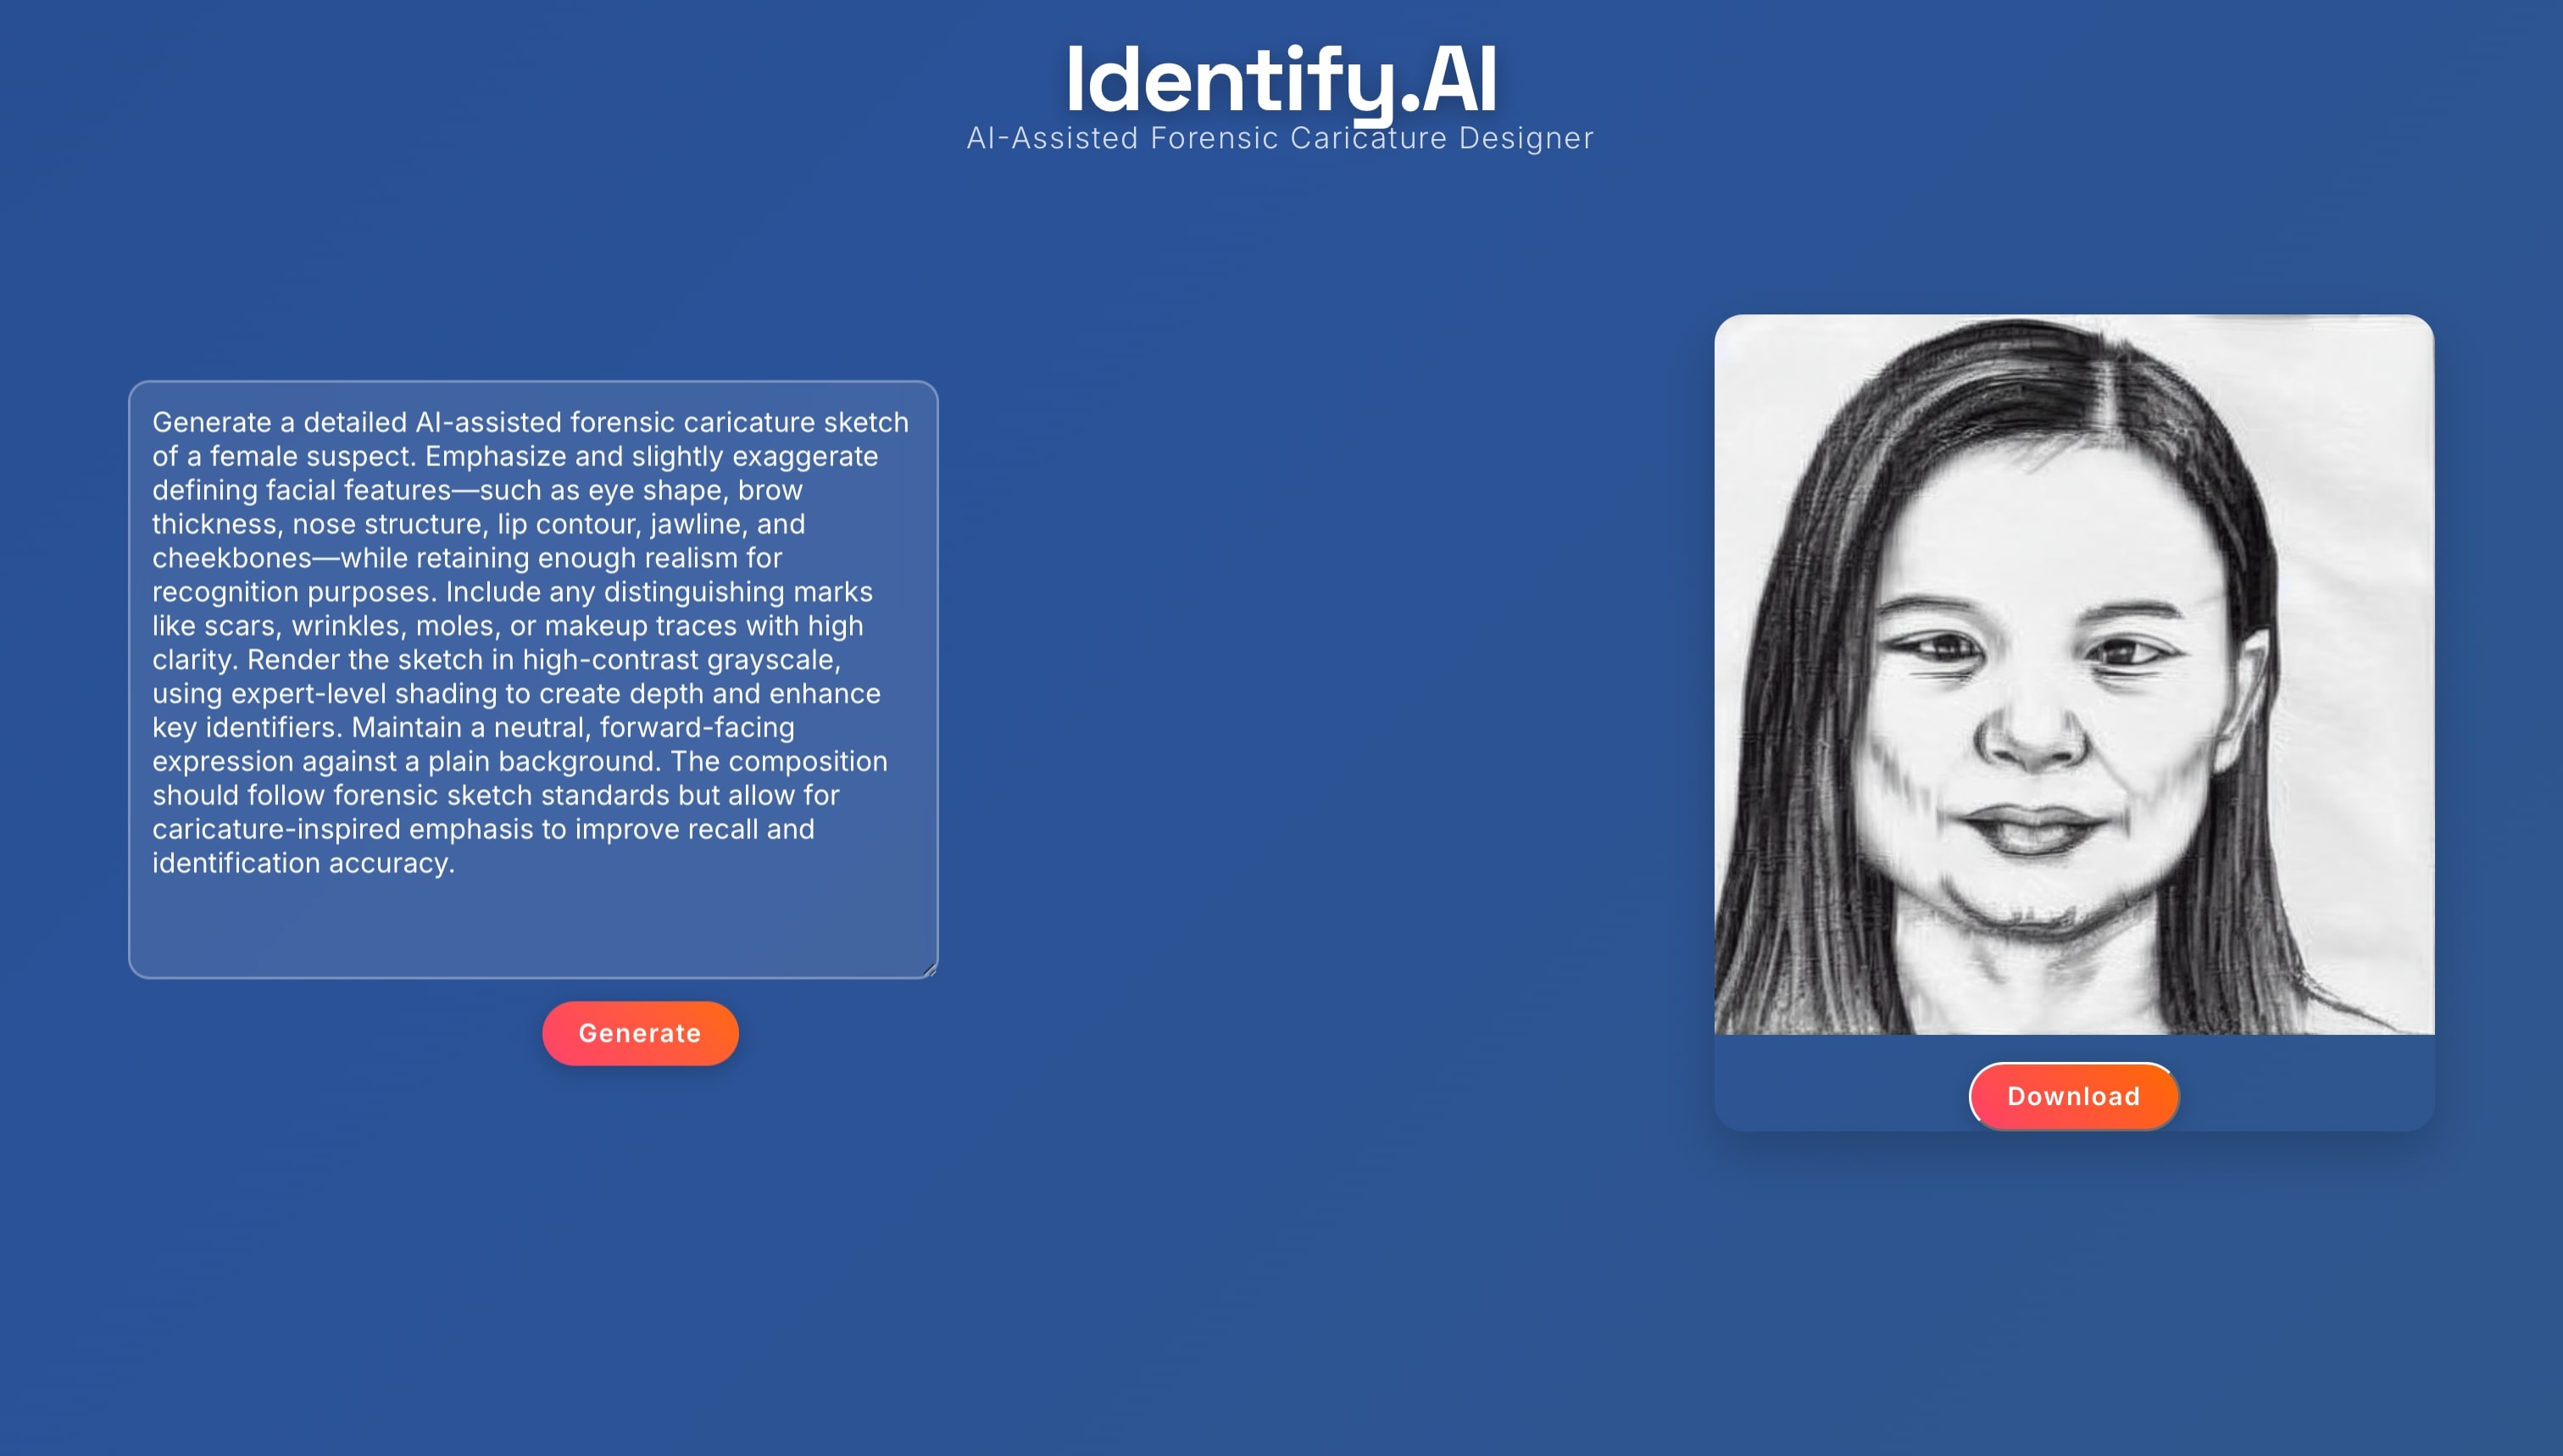 Identify.AI
AI-Assisted Forensic Caricature Designer
Generate a detailed AI-assisted forensic caricature sketch
of a female suspect. Emphasize and slightly exaggerate
defining facial features—such as eye shape, brow
thickness, nose structure, lip contour, jawline, and
cheekbones—while retaining enough realism for
recognition purposes. Include any distinguishing marks
like scars, wrinkles, moles, or makeup traces with high
clarity. Render the sketch in high-contrast grayscale,
using expert-level shading to create depth and enhance
key identifiers. Maintain a neutral, forward-facing
expression against a plain background. The composition
should follow forensic sketch standards but allow for
caricature-inspired emphasis to improve recall and
identification accuracy.
Generate
Download